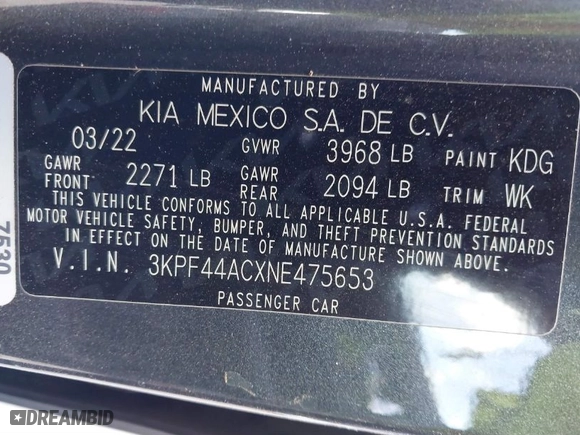 MANUFACTURED BY
KIA MEXICO S.A. DE C.V.
03/22 GVWR 3968 LB PAINT KDG
GAWR FRONT 2271 LB GAWR REAR 2094 LB TRIM WK
THIS VEHICLE CONFORMS TO ALL APPLICABLE U.S.A. FEDERAL
MOTOR VEHICLE SAFETY, BUMPER, AND THEFT PREVENTION STANDARDS
IN EFFECT ON THE DATE OF MANUFACTURE SHOWN ABOVE.
V.I.N. 3KPF44ACXNE475653
PASSENGER CAR
7530
DREAMBID